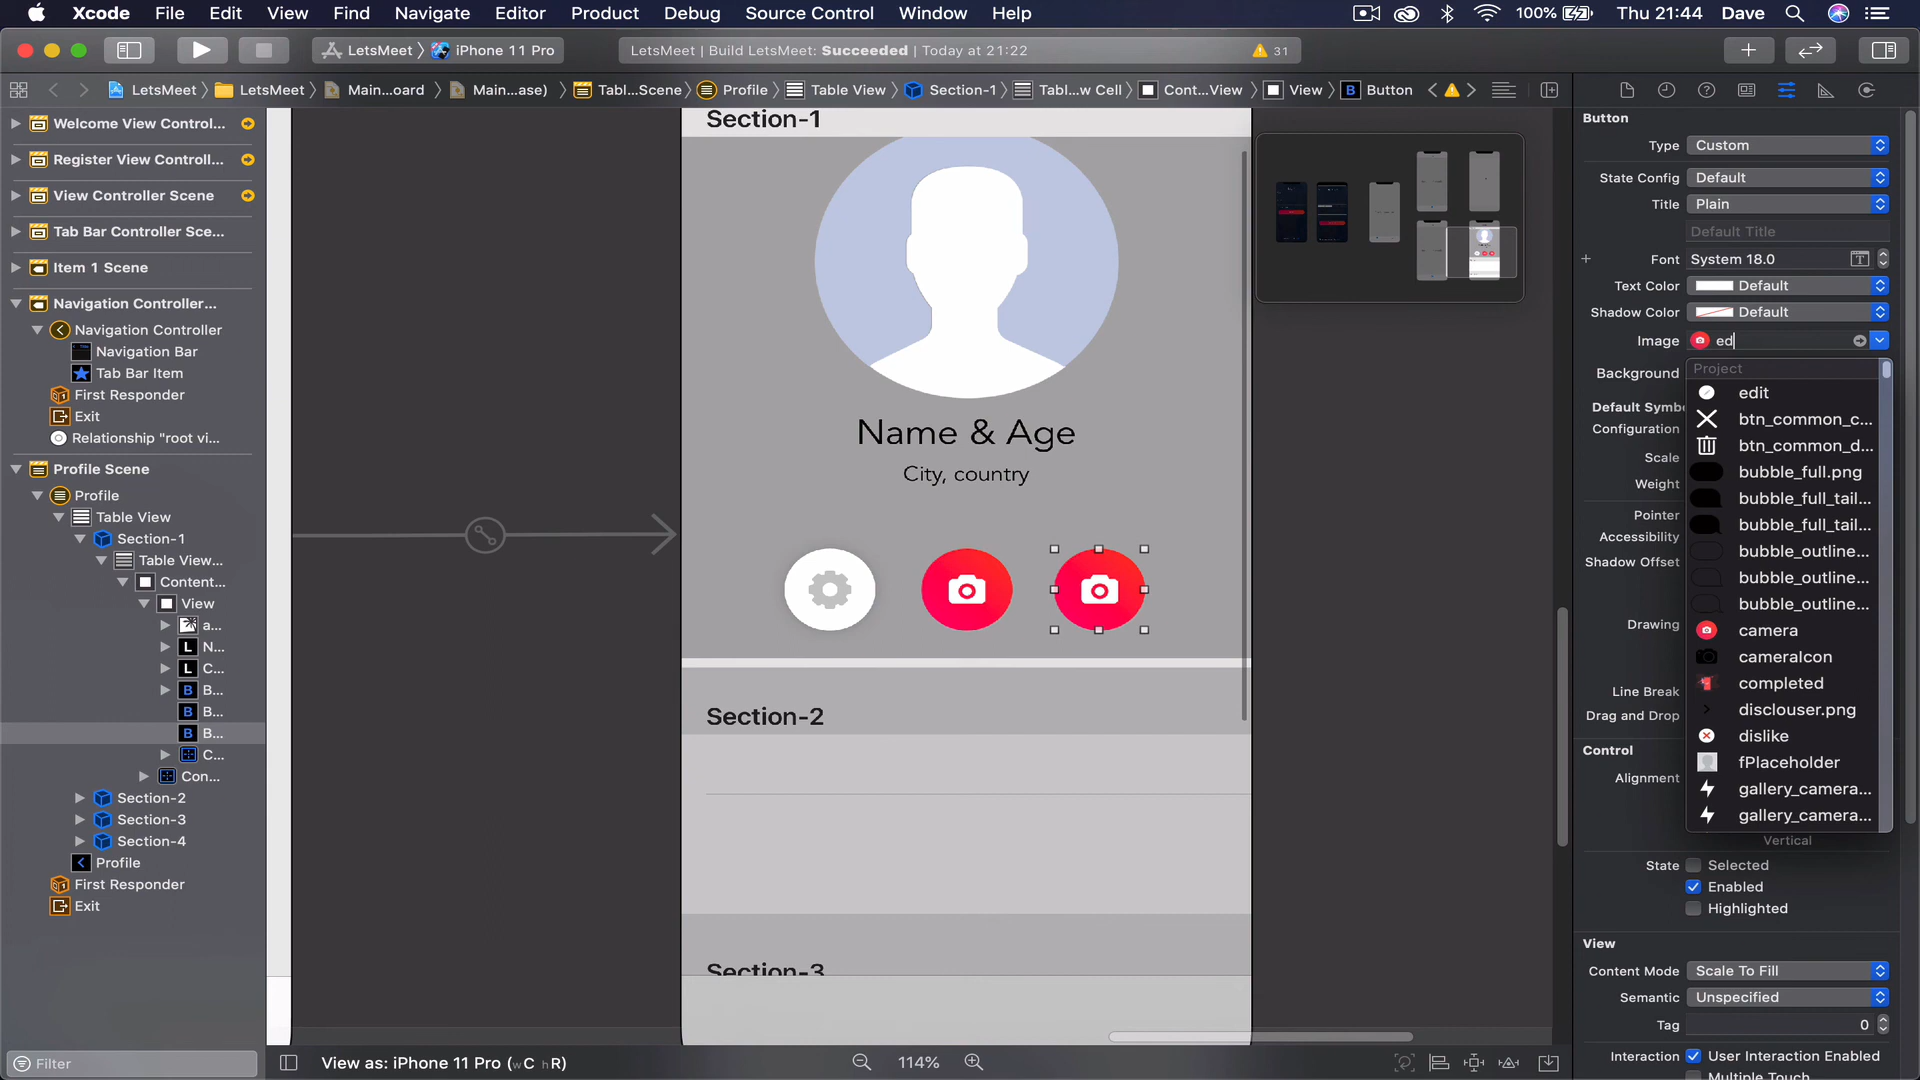 Xcode File Edit View Find Navigate Editor Product Debug Source Control Window Help 100% Thu 21:44 Dave
LetsMeet iPhone 11 Pro LetsMeet | Build LetsMeet: Succeeded | Today at 21:22 31
LetsMeet LetsMeet Main...oard Main...ase) Tabl...Scene Profile Table View Section-1 Tabl...w Cell Cont...View View B Button
Welcome View Control...
Register View Controll...
View Controller Scene
Tab Bar Controller Sce...
Item 1 Scene
Navigation Controller...
Navigation Controller
Navigation Bar
Tab Bar Item
First Responder
Exit
Relationship "root vi...
Profile Scene
Profile
Table View
Section-1
Table View...
Content...
View
a...
L N...
L C...
B B...
B B...
B B...
C...
Con...
Section-2
Section-3
Section-4
Profile
First Responder
Exit
Filter
Section-1
Name & Age
City, country
Section-2
Section-3
View as: iPhone 11 Pro (wC hR)
114%
Button
Type Custom
State Config Default
Title Plain
Default Title
+ Font System 18.0 T
Text Color Default
Shadow Color Default
Image ed
Background
Default Symb
Configuration
Scale
Weight
Pointer
Accessibility
Shadow Offset
Drawing
Line Break
Drag and Drop
Project
edit
btn_common_c...
btn_common_d...
bubble_full.png
bubble_full_tail...
bubble_full_tail...
bubble_outline...
bubble_outline...
bubble_outline...
camera
cameraIcon
completed
disclouser.png
dislike
fPlaceholder
gallery_camera...
gallery_camera...
Control
Alignment
Vertical
State Selected
Enabled
Highlighted
View
Content Mode Scale To Fill
Semantic Unspecified
Tag 0
Interaction User Interaction Enabled
Multiple Touch